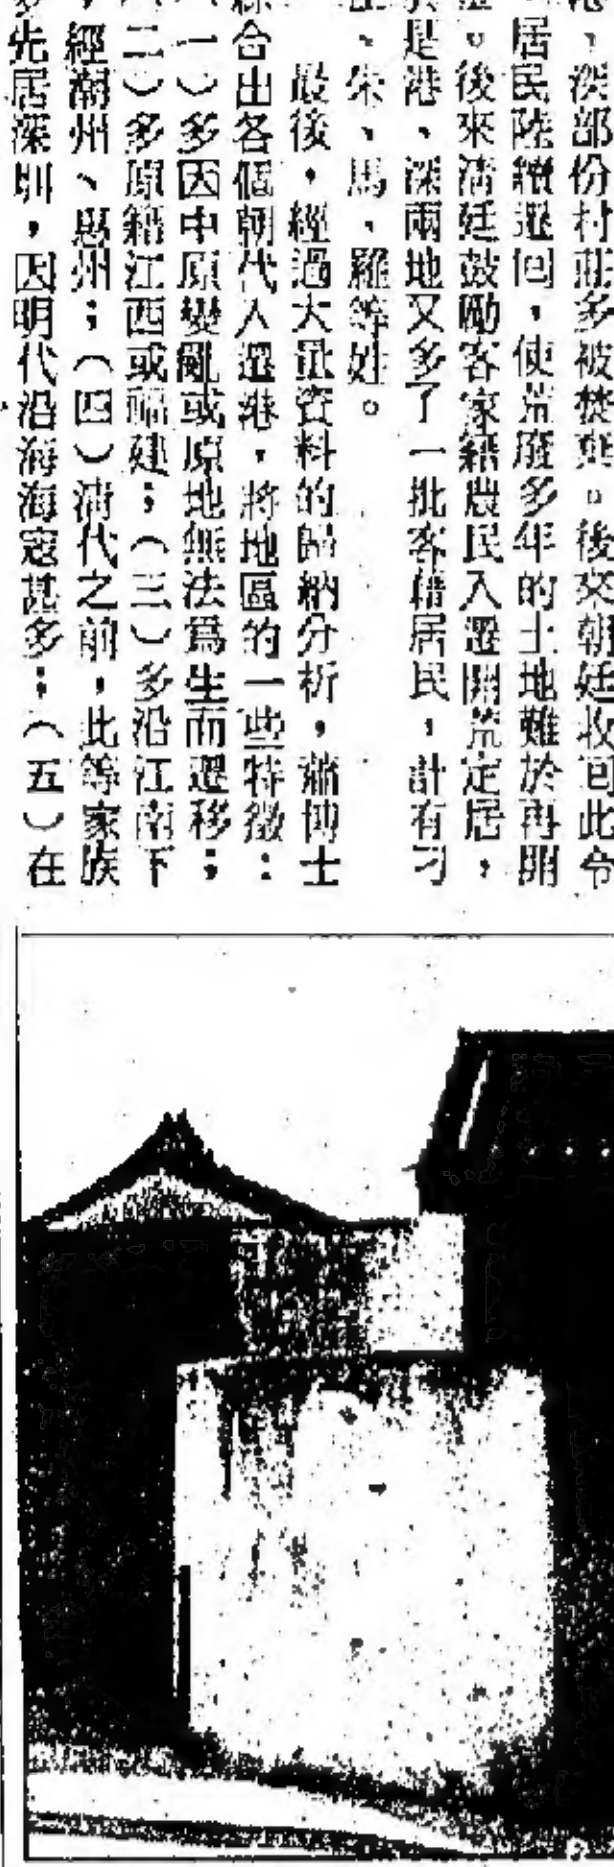 港、深部份村莊多被焚棄。後來朝廷收回此令
,居民陸續遷回,使荒廢多年的土地難於再開
。後來清廷鼓勵客家籍農民入遷開荒定居,
是港、深兩地又多了一批客籍居民,計有刁
、朱、馬、羅等姓。
最後,經過大量資料的歸納分析,蕭博士
綜合出各個朝代入遷港,將地區的一些特徵:
(一)多因中原變亂或原地無法爲生而遷移;
(二)多原籍江西或福建;(三)多沿江南下
,經潮州、惠州;(四)清代之前,此等家族
多先居深圳,因明代沿海海寇甚多;(五)在